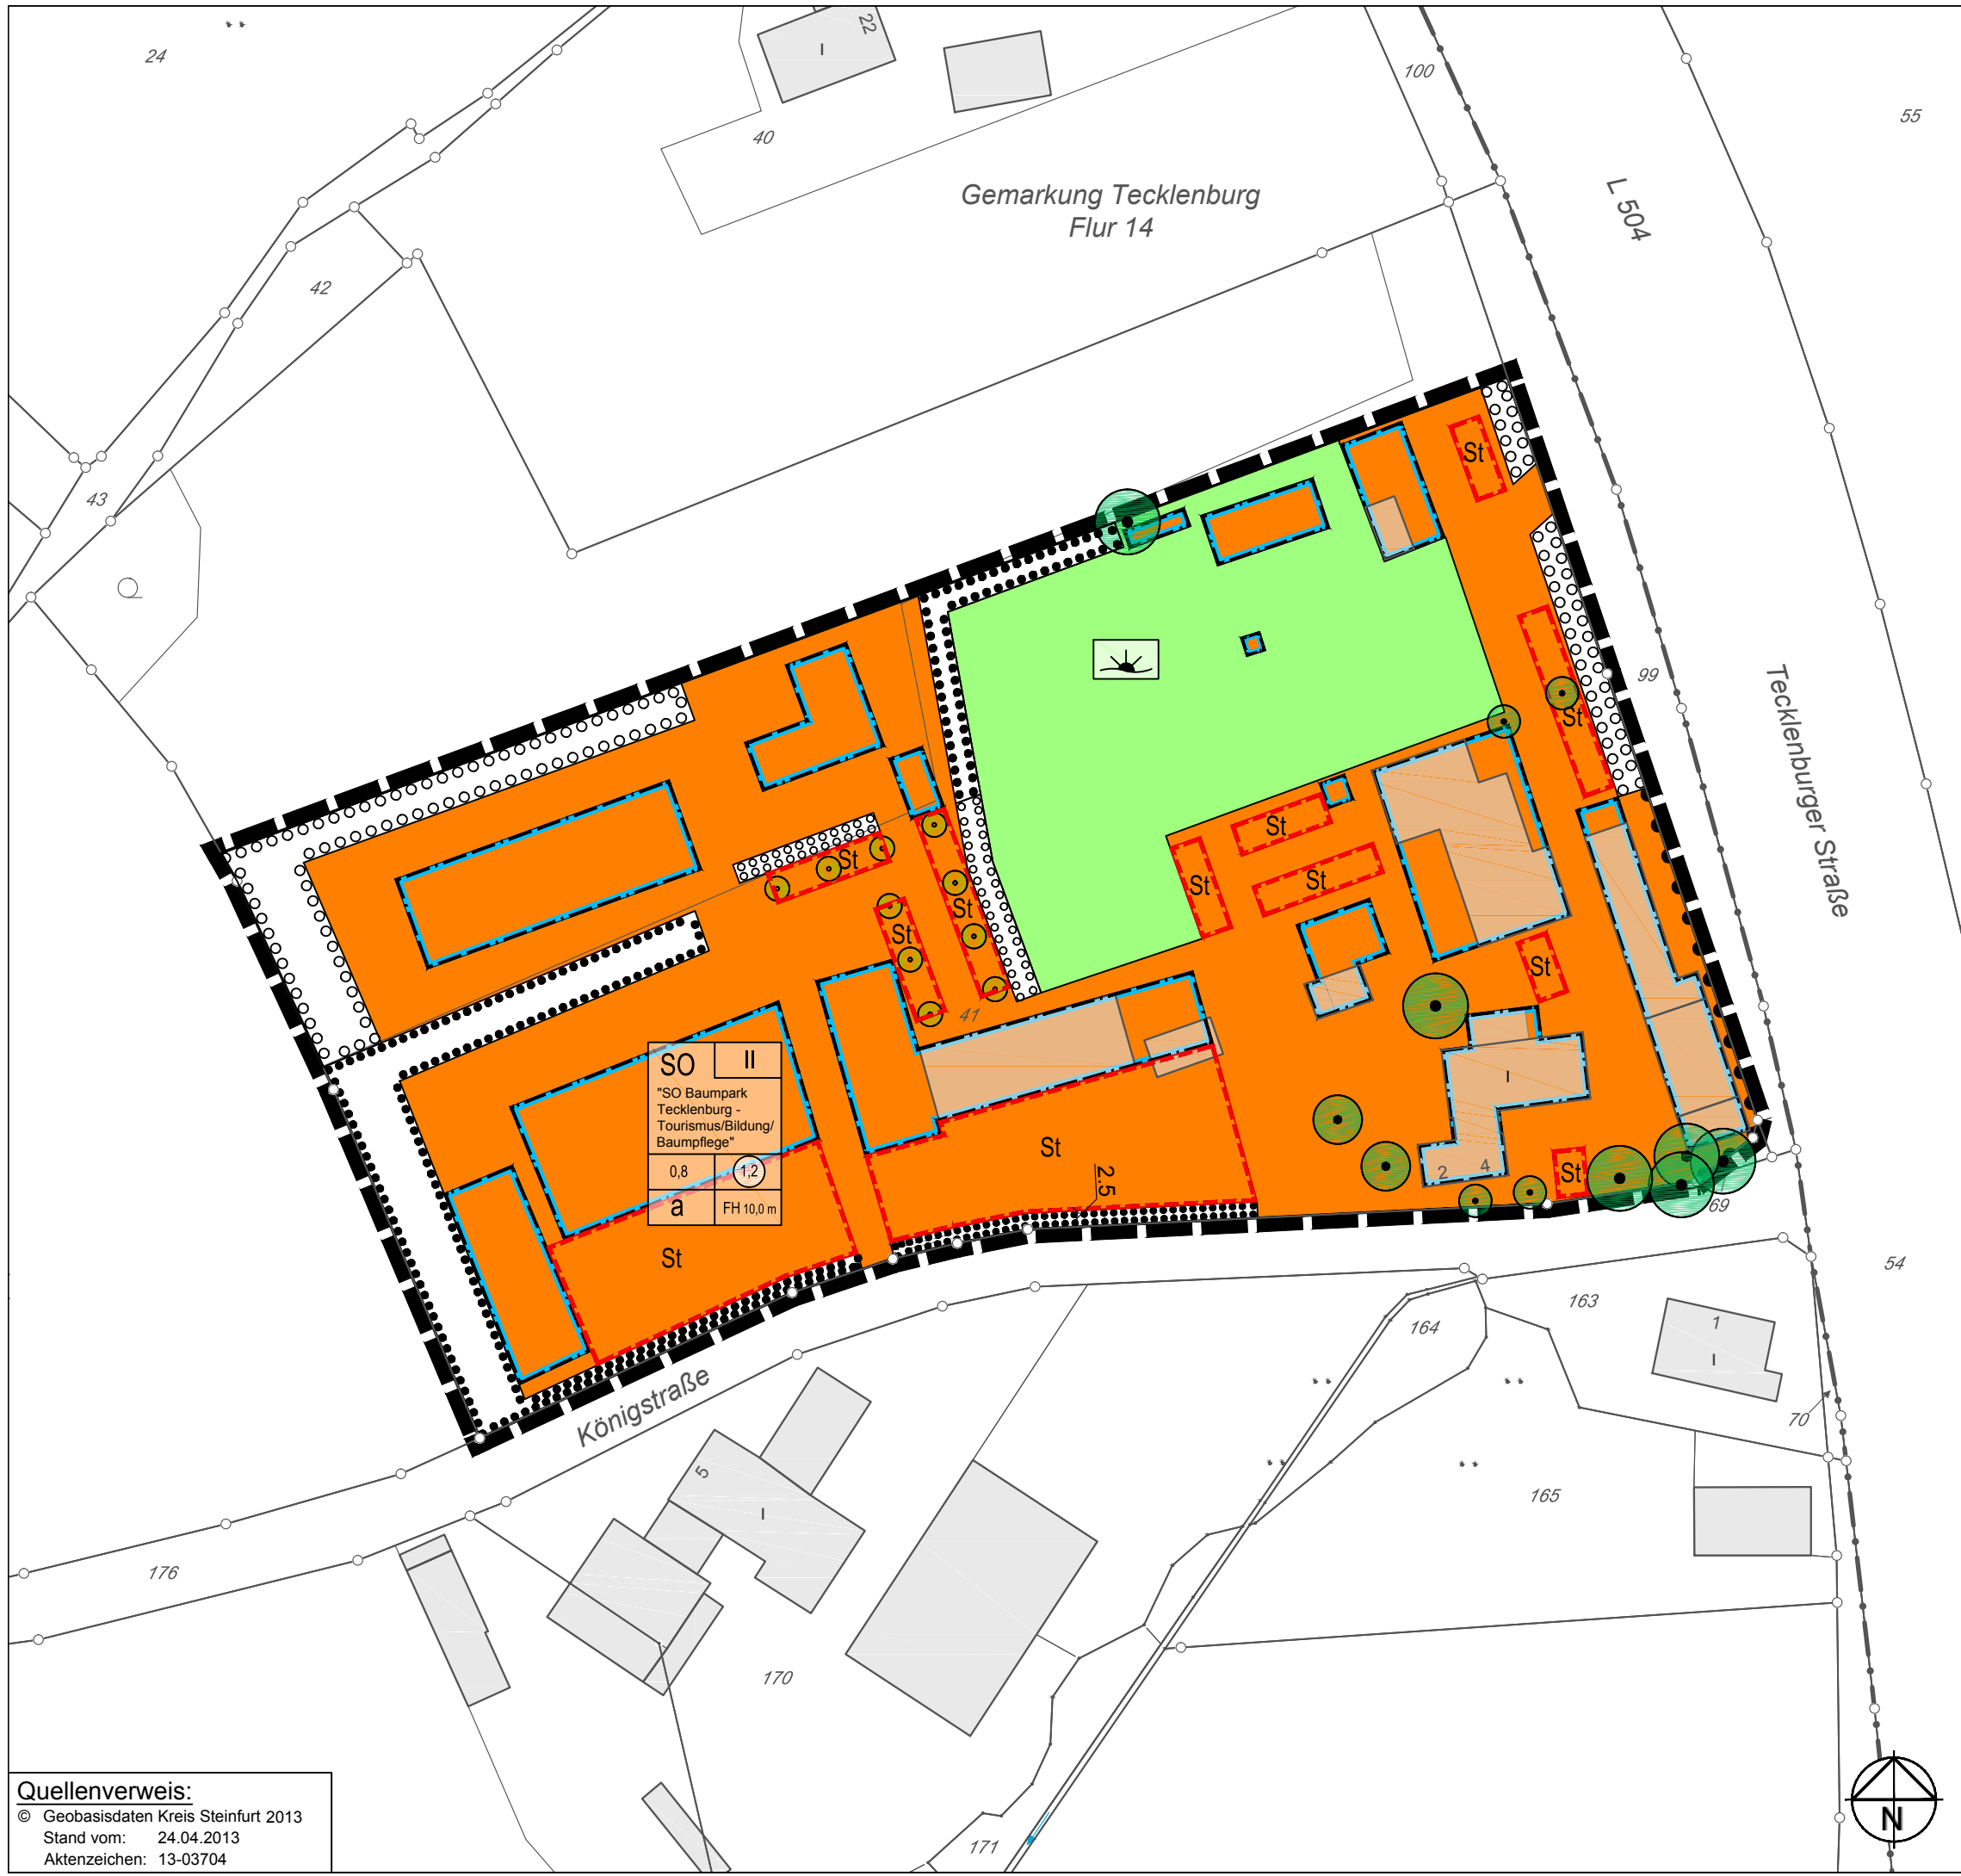 24
22
I
100
55
40
Gemarkung Tecklenburg
Flur 14
L 504
42
43
St
99
St
Tecklenburger Straße
St
St
St
St
St
St
St
41
SO II
"SO Baumpark
Tecklenburg -
Tourismus/Bildung/
Baumpflege"
0,8 1,2
a FH 10,0 m
I
St
2.5
2 4
St
69
St
54
163
164
1
I
Königstraße
70
5
I
165
176
170
171
Quellenverweis:
© Geobasisdaten Kreis Steinfurt 2013
Stand vom: 24.04.2013
Aktenzeichen: 13-03704
N